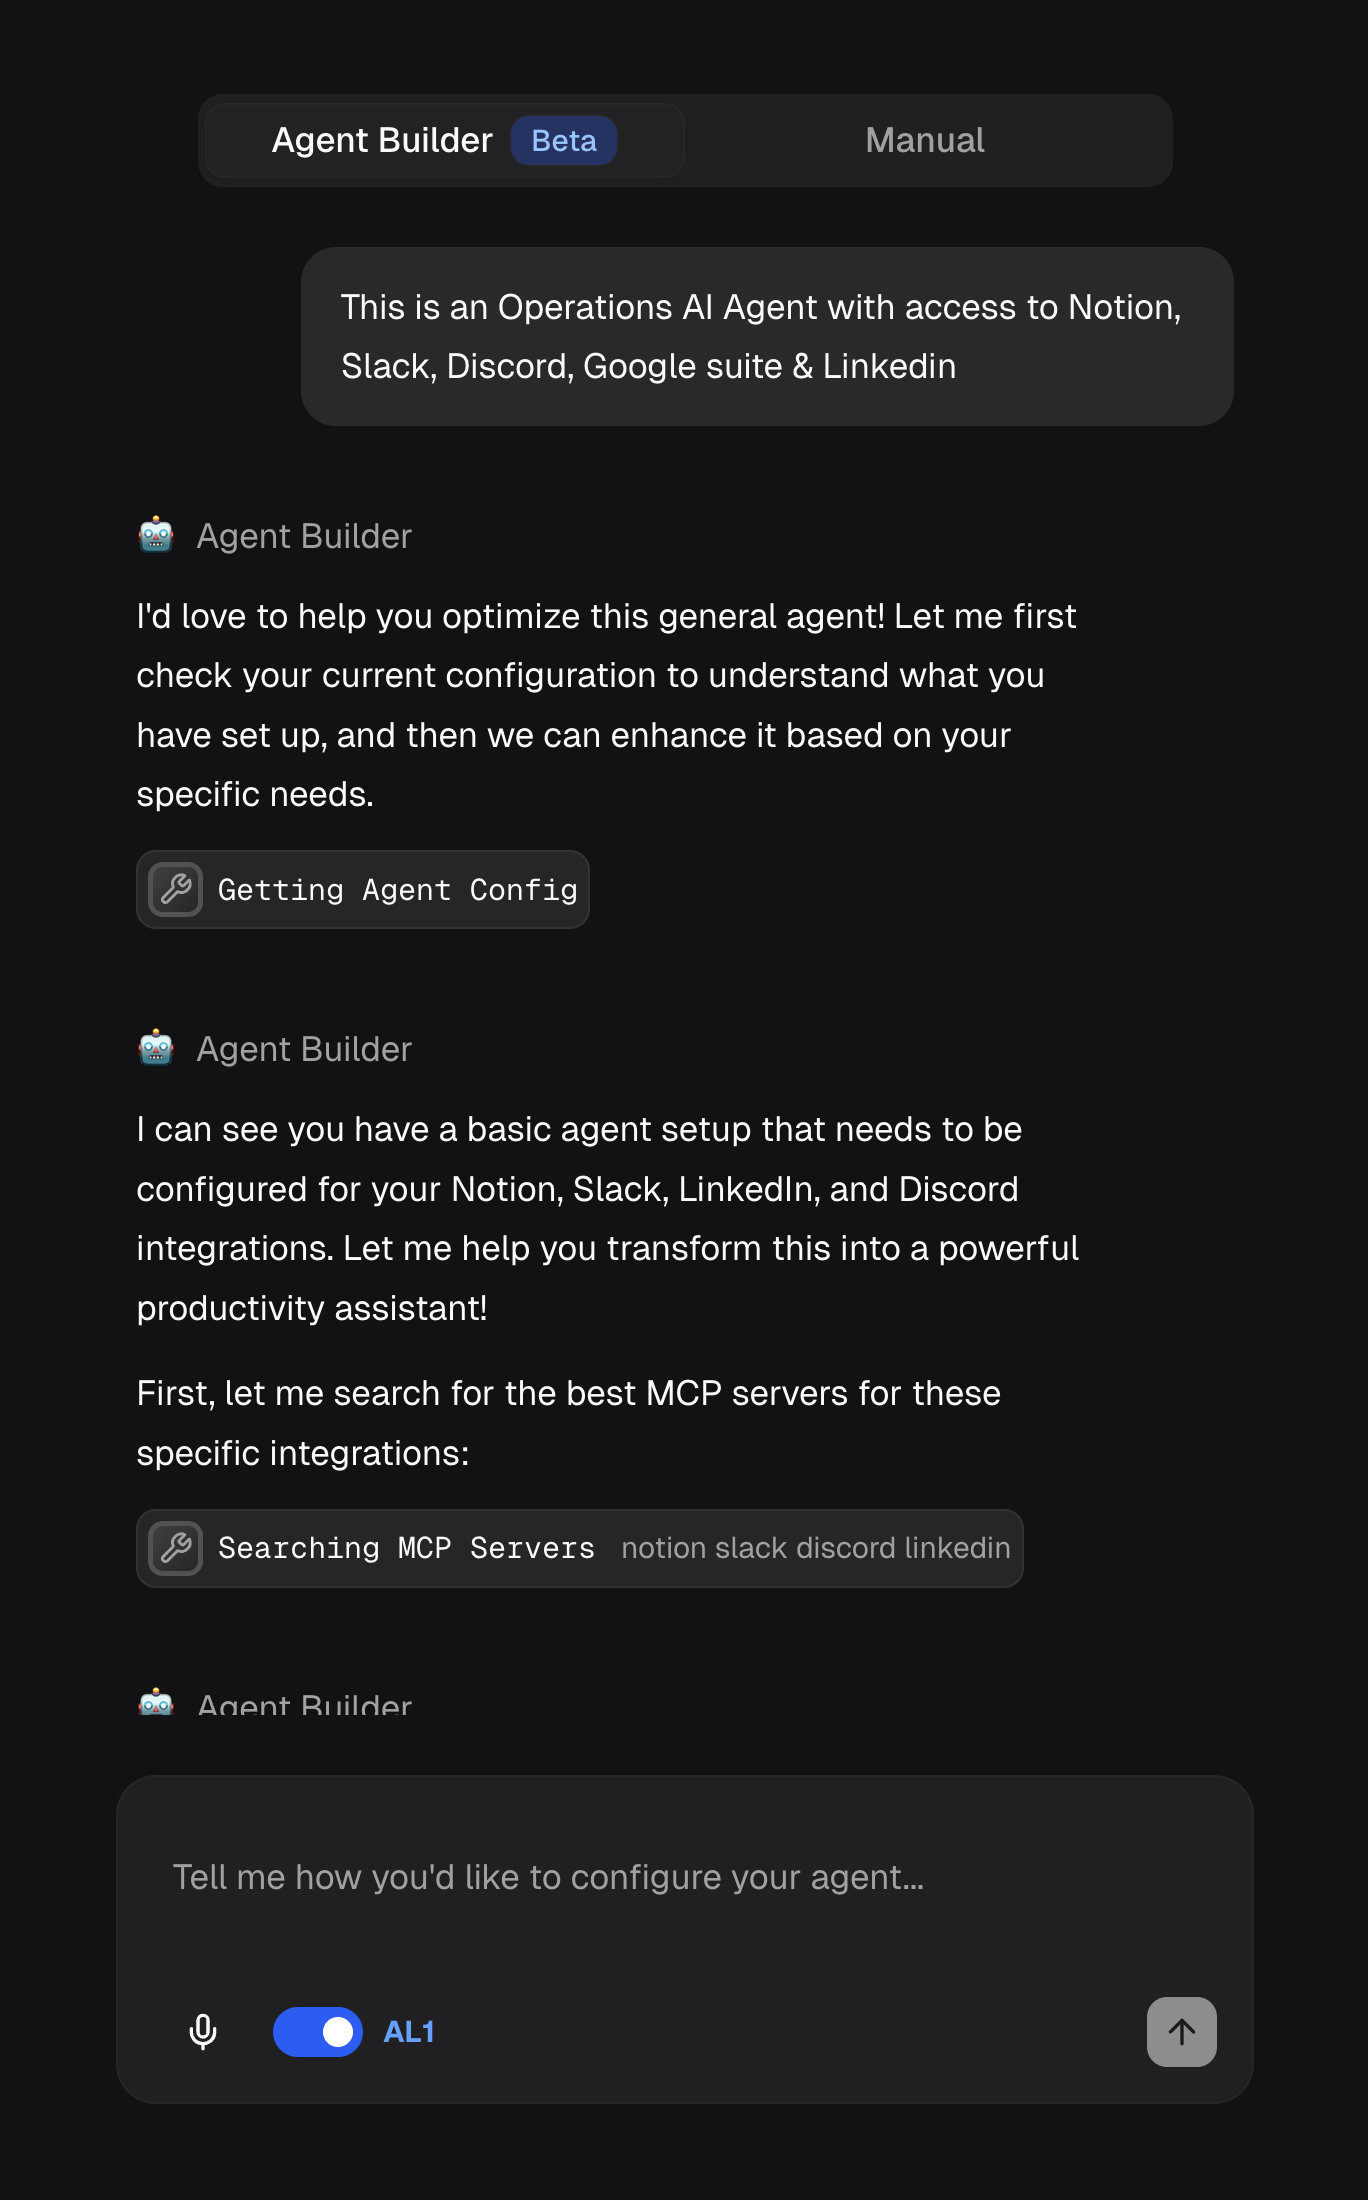 Agent Builder Beta Manual
This is an Operations AI Agent with access to Notion,
Slack, Discord, Google suite & Linkedin
Agent Builder
I'd love to help you optimize this general agent! Let me first
check your current configuration to understand what you
have set up, and then we can enhance it based on your
specific needs.
Getting Agent Config
Agent Builder
I can see you have a basic agent setup that needs to be
configured for your Notion, Slack, LinkedIn, and Discord
integrations. Let me help you transform this into a powerful
productivity assistant!
First, let me search for the best MCP servers for these
specific integrations:
Searching MCP Servers notion slack discord linkedin
Agent Builder
Tell me how you'd like to configure your agent...
AL1